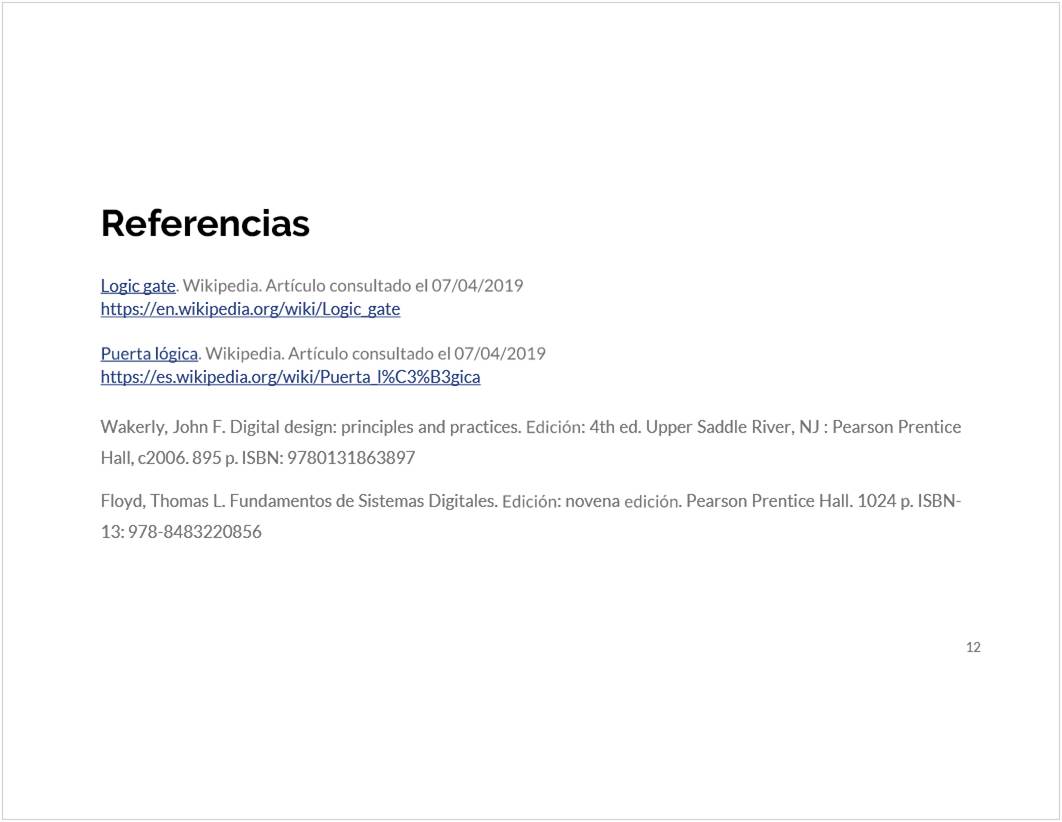 Referencias
Logic gate. Wikipedia. Artículo consultado el 07/04/2019
https://en.wikipedia.org/wiki/Logic_gate
Puerta lógica. Wikipedia. Artículo consultado el 07/04/2019
https://es.wikipedia.org/wiki/Puerta_l%C3%B3gica
Wakerly, John F. Digital design: principles and practices. Edición: 4th ed. Upper Saddle River, NJ : Pearson Prentice
Hall, c2006. 895 p. ISBN: 9780131863897
Floyd, Thomas L. Fundamentos de Sistemas Digitales. Edición: novena edición. Pearson Prentice Hall. 1024 p. ISBN-
13: 978-8483220856
12